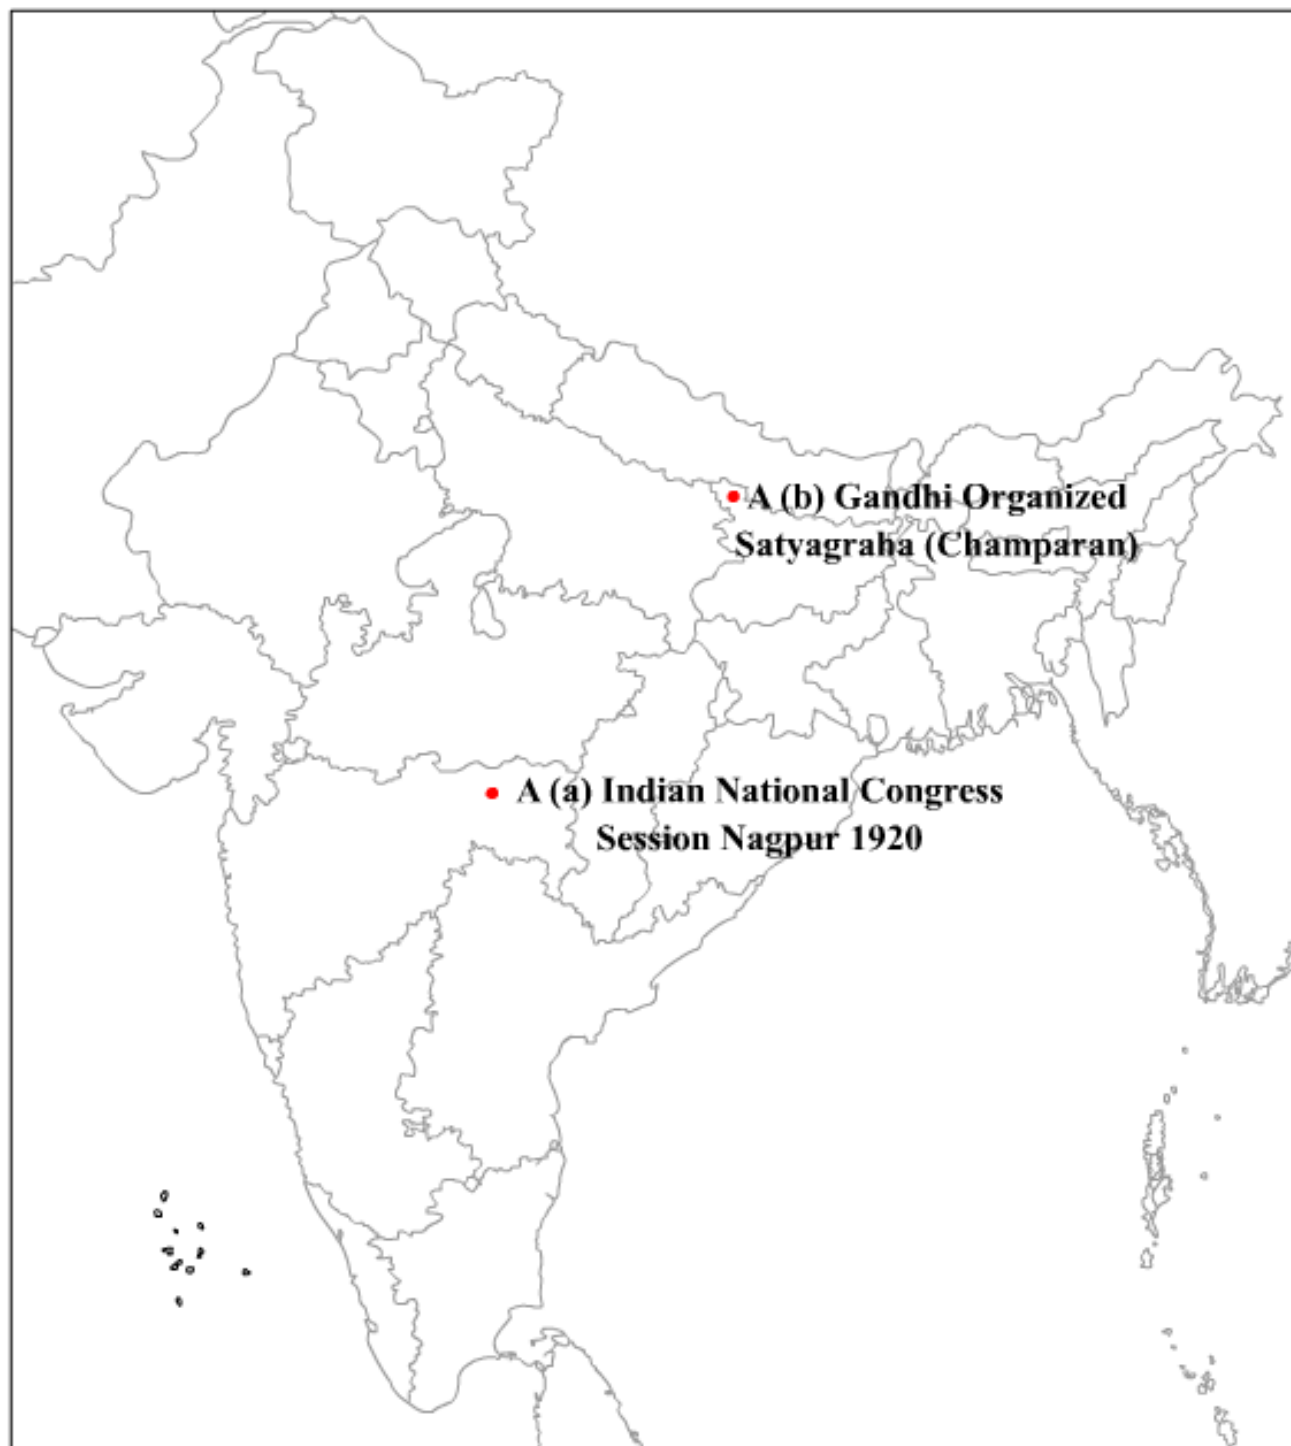 A (b) Gandhi Organized
Satyagraha (Champaran)
A (a) Indian National Congress
Session Nagpur 1920